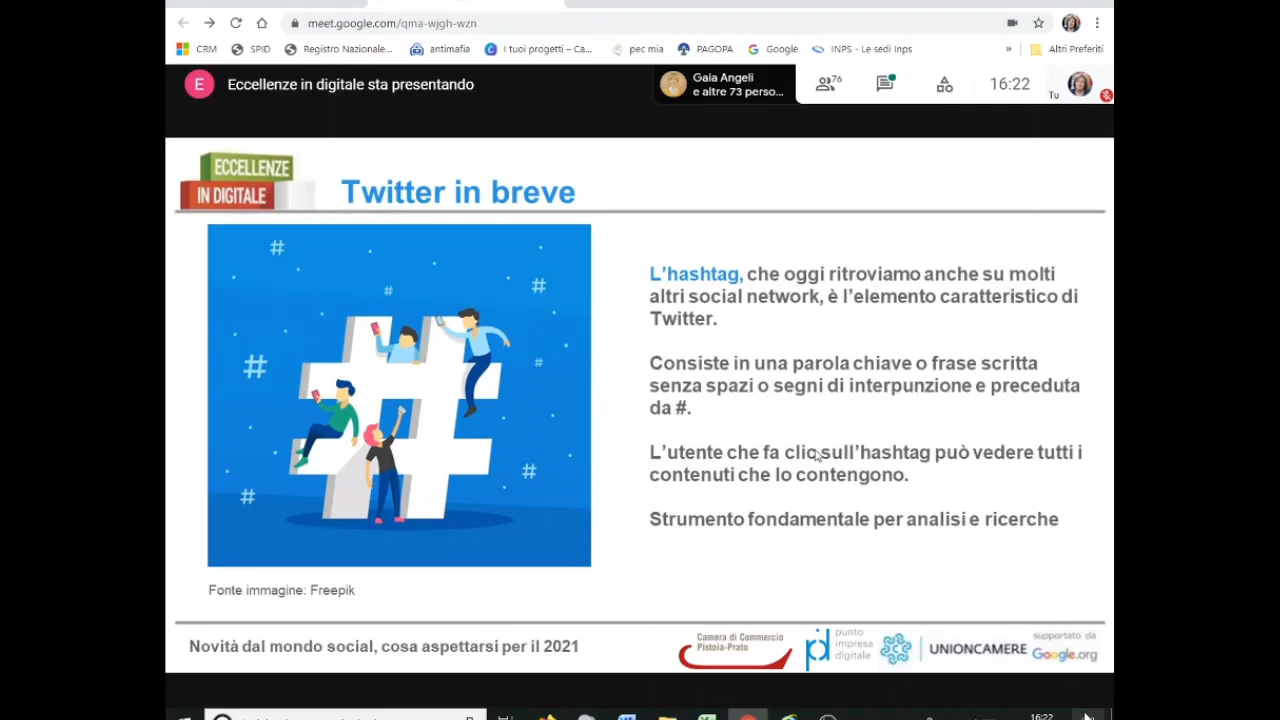 meet.google.com/qma-wjgh-wzn
CRM SPID Registro Nazionale... antimafia I tuoi progetti – Ca... pec mia PAGOPA Google INPS - Le sedi Inps » Altri Preferiti
E Eccellenze in digitale sta presentando
Gaia Angeli
e altre 73 perso...
76
16:22
Tu
ECCELLENZE
IN DIGITALE
Twitter in breve
L’hashtag, che oggi ritroviamo anche su molti
altri social network, è l’elemento caratteristico di
Twitter.
Consiste in una parola chiave o frase scritta
senza spazi o segni di interpunzione e preceduta
da #.
L’utente che fa clic sull’hashtag può vedere tutti i
contenuti che lo contengono.
Strumento fondamentale per analisi e ricerche
Fonte immagine: Freepik
Novità dal mondo social, cosa aspettarsi per il 2021
Camera di Commercio
Pistoia-Prato
pid
punto
impresa
digitale
UNIONCAMERE
supportato da
Google.org
16:22